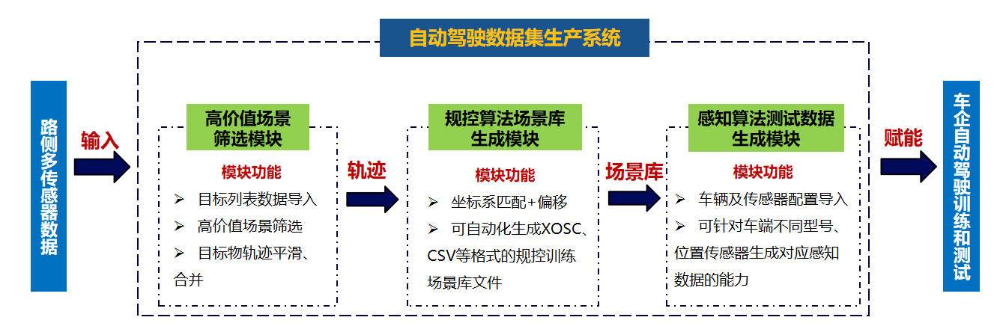 自动驾驶数据集生产系统
路侧多传感器数据
输入
高价值场景
筛选模块
模块功能
➢ 目标列表数据导入
➢ 高价值场景筛选
➢ 目标物轨迹平滑、
合并
轨迹
规控算法场景库
生成模块
模块功能
➢ 坐标系匹配+偏移
➢ 可自动化生成XOSC、
CSV等格式的规控训练
场景库文件
场景库
感知算法测试数据
生成模块
模块功能
➢ 车辆及传感器配置导入
➢ 可针对车端不同型号、
位置传感器生成对应感知
数据的能力
赋能
车企自动驾驶训练和测试